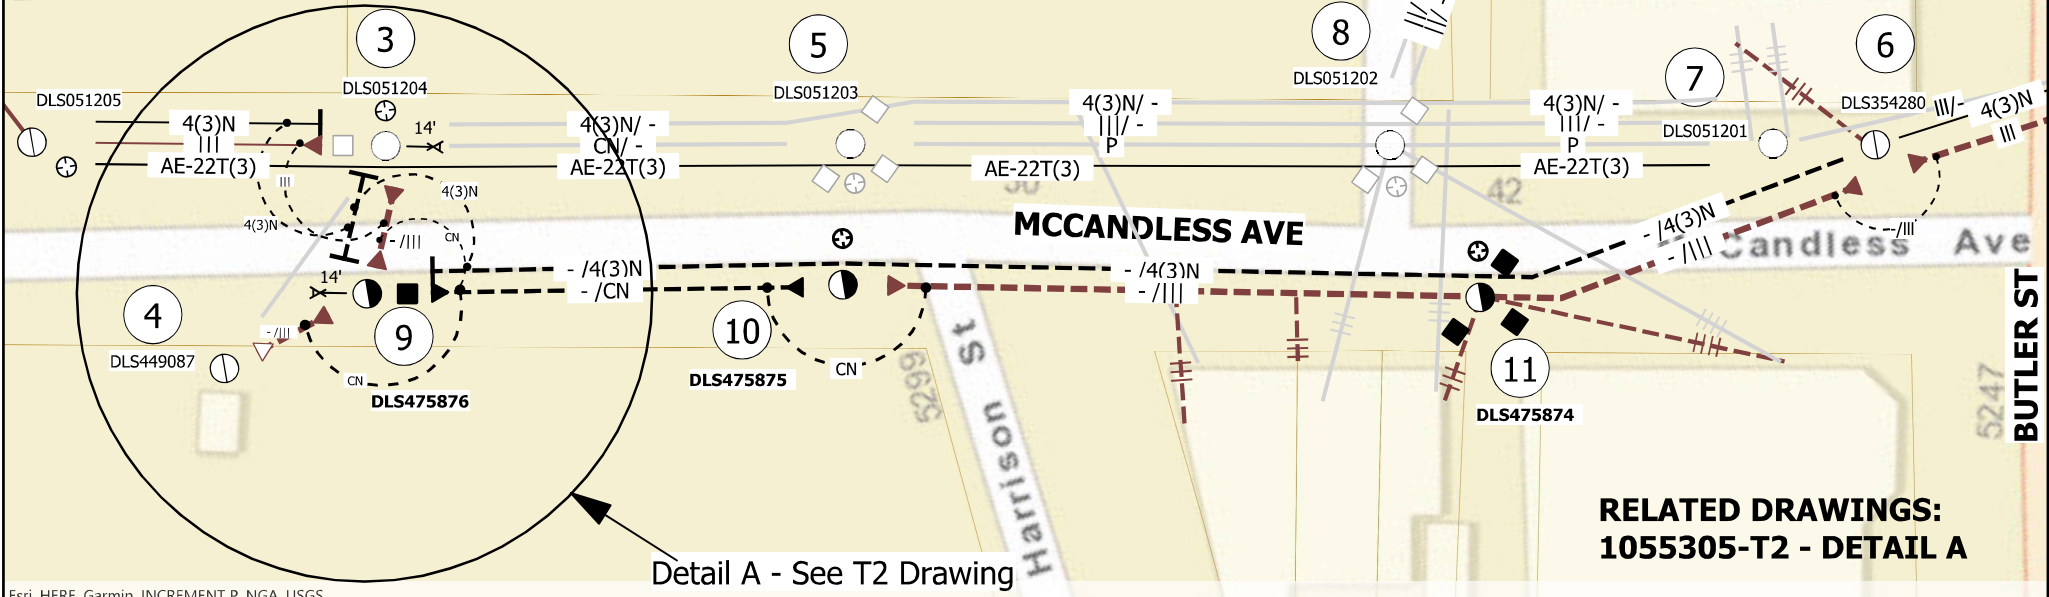 3
5
8
7
6
DLS051205
DLS051204
DLS051203
DLS051202
DLS051201
DLS354280
4(3)N
|||
AE-22T(3)
14'
4(3)N/ -
CN/ -
AE-22T(3)
4(3)N/ -
|||/ -
P
AE-22T(3)
4(3)N/ -
|||/ -
P
AE-22T(3)
|||/-
4(3)N
|||
|||
4(3)N
4(3)N
CN
- /|||
14'
- /|||
CN
- /4(3)N
- /CN
MCCANDLESS AVE
- /4(3)N
- /|||
- /4(3)N
- /|||
-/|||
Candless Ave
42
4
DLS449087
9
DLS475876
10
DLS475875
CN
11
DLS475874
5299
Harrison St
5247
BUTLER ST
Detail A - See T2 Drawing
RELATED DRAWINGS:
1055305-T2 - DETAIL A
Esri, HERE, Garmin, INCREMENT P, NGA, USGS